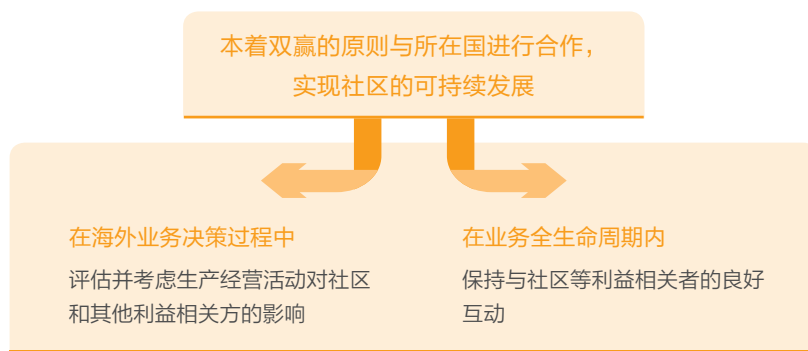 本着双赢的原则与所在国进行合作，
实现社区的可持续发展
在海外业务决策过程中
评估并考虑生产经营活动对社区
和其他利益相关方的影响
在业务全生命周期内
保持与社区等利益相关者的良好
互动